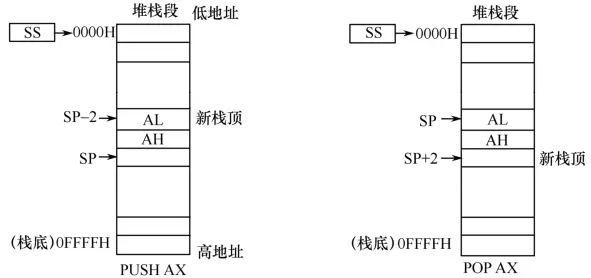 堆栈段 低地址
SS 0000H
SP−2 AL 新栈顶
AH
SP
(栈底)0FFFFH 高地址
PUSH AX
堆栈段
SS 0000H
SP AL
AH
SP+2 新栈顶
(栈底)0FFFFH
POP AX